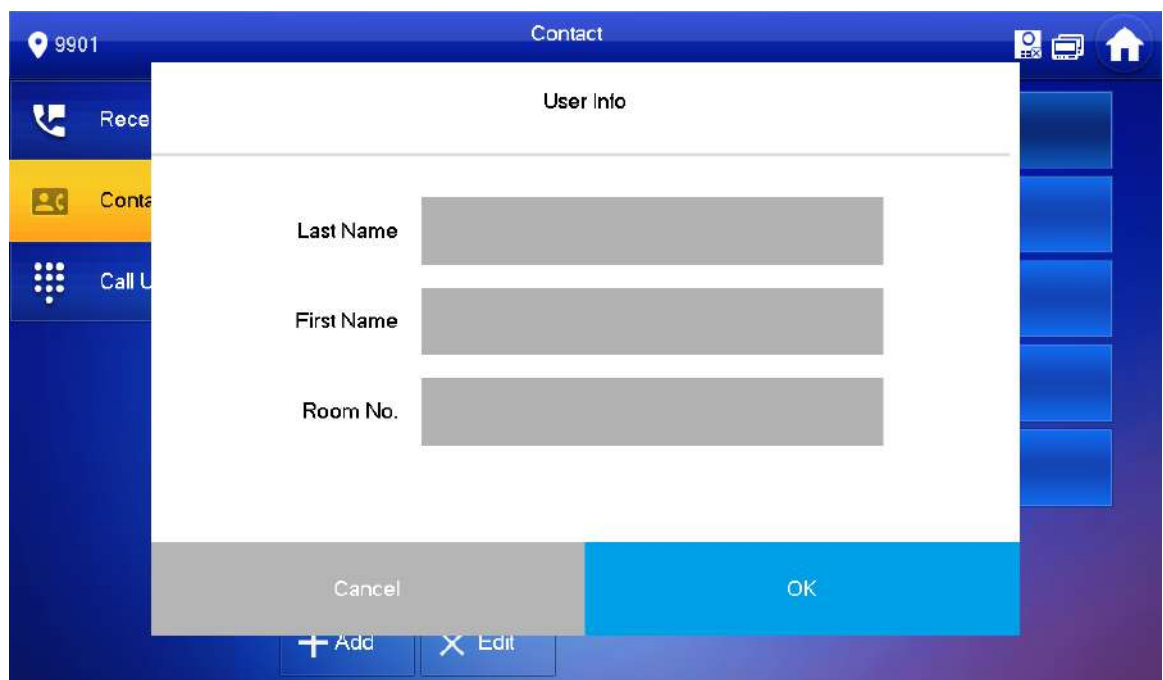 9901
Contact
User Info
Rece
Conta
Call U
Last Name
First Name
Room No.
Cancel
OK
Add
Edit